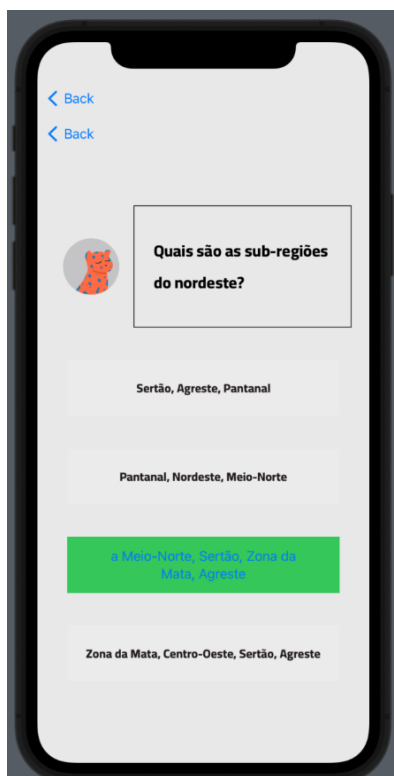 Back
Back
Quais são as sub-regiões
do nordeste?
Sertão, Agreste, Pantanal
Pantanal, Nordeste, Meio-Norte
a Meio-Norte, Sertão, Zona da
Mata, Agreste
Zona da Mata, Centro-Oeste, Sertão, Agreste